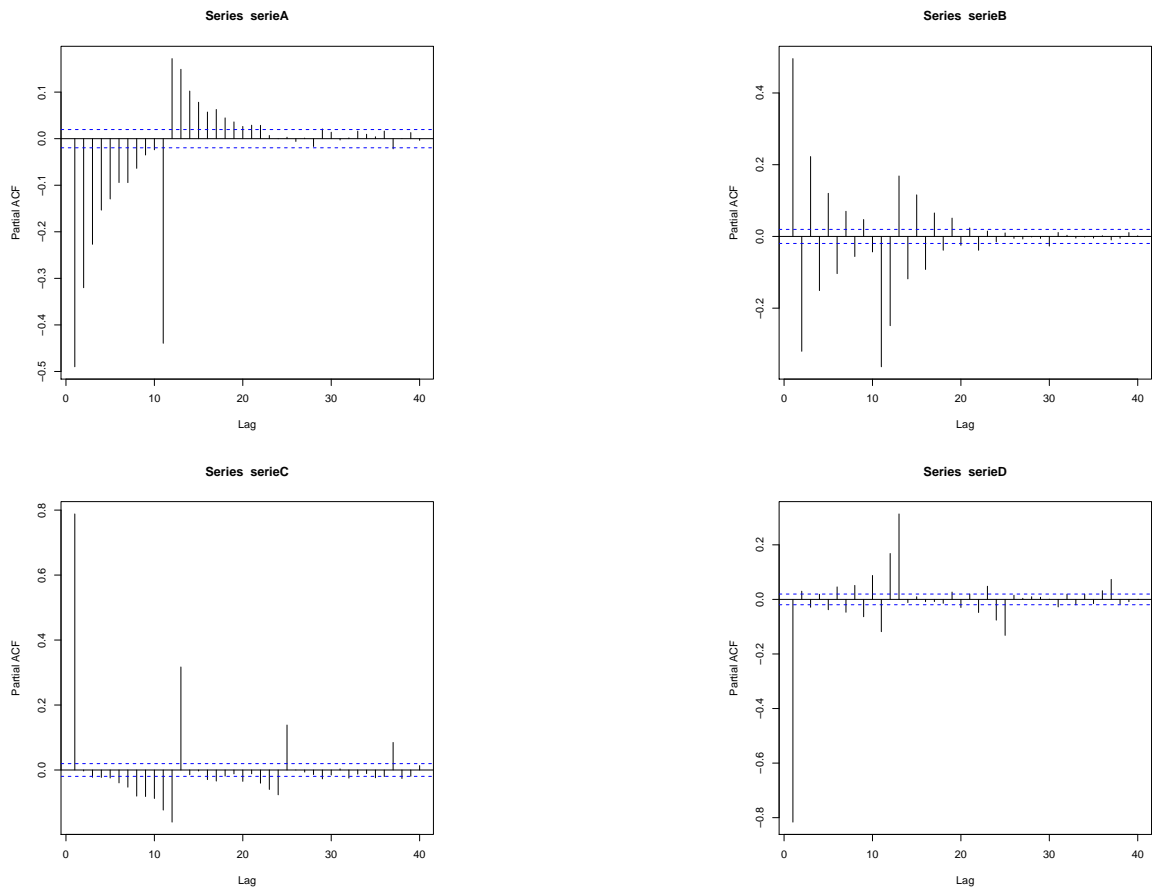 Series serieA
Partial ACF
0.1
0.0
−0.1
−0.2
−0.3
−0.4
−0.5
0 10 20 30 40
Lag
Series serieB
Partial ACF
0.4
0.2
0.0
−0.2
0 10 20 30 40
Lag
Series serieC
Partial ACF
0.8
0.6
0.4
0.2
0.0
0 10 20 30 40
Lag
Series serieD
Partial ACF
0.2
0.0
−0.2
−0.4
−0.6
−0.8
0 10 20 30 40
Lag